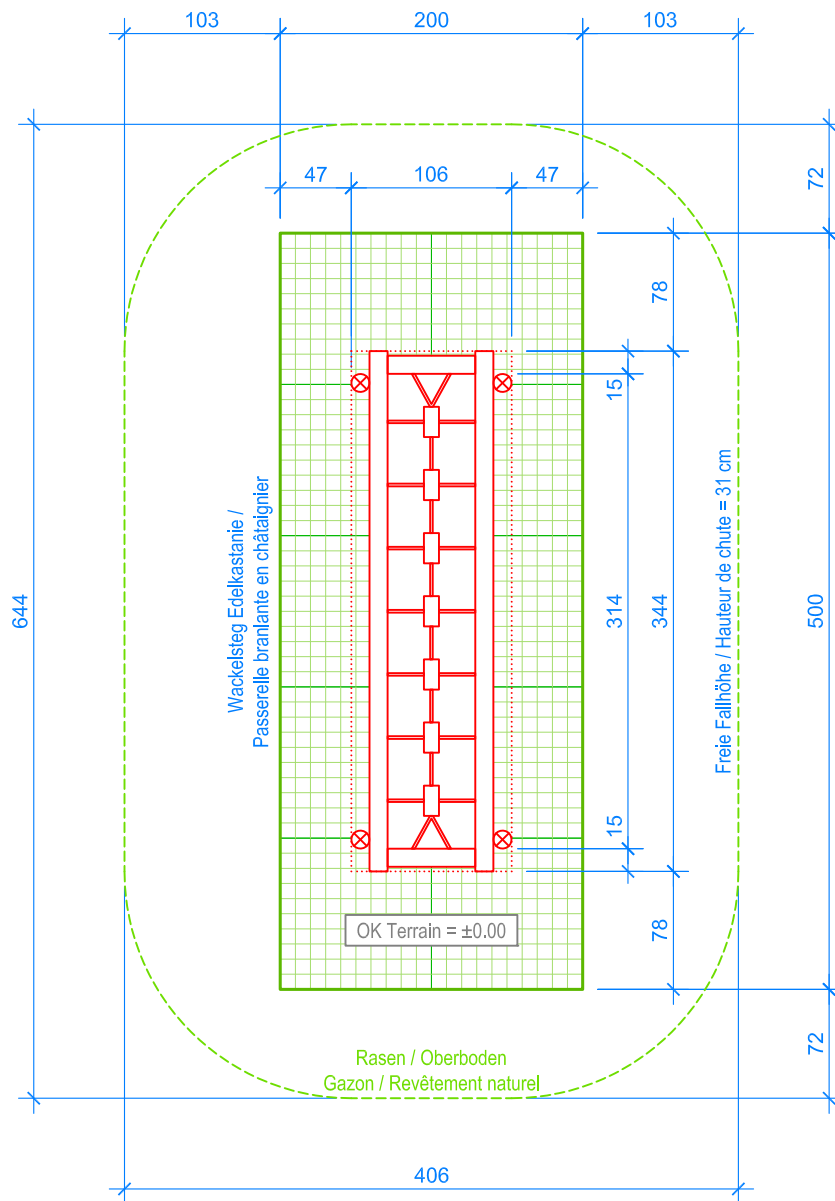 103
200
103
47
106
47
72
78
15
Wackelsteg Edelkastanie /
Passerelle branlante en châtaignier
Freie Fallhöhe / Hauteur de chute = 31 cm
644
314
344
500
15
78
OK Terrain = ±0.00
72
Rasen / Oberboden
Gazon / Revêtement naturel
406